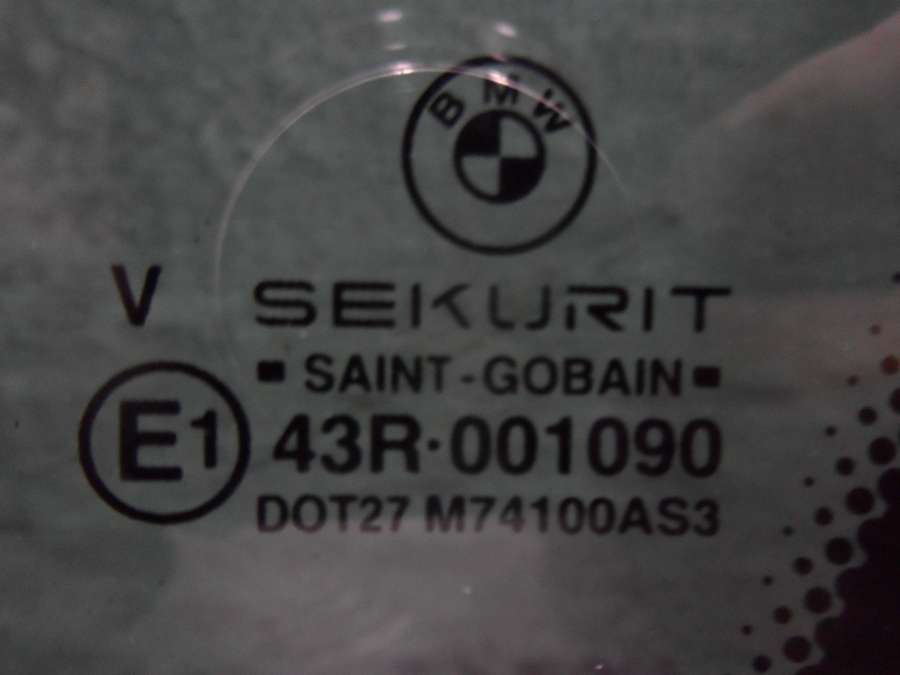 BMW
V
SEKURIT
SAINT-GOBAIN
E1
43R·001090
DOT27 M74100AS3